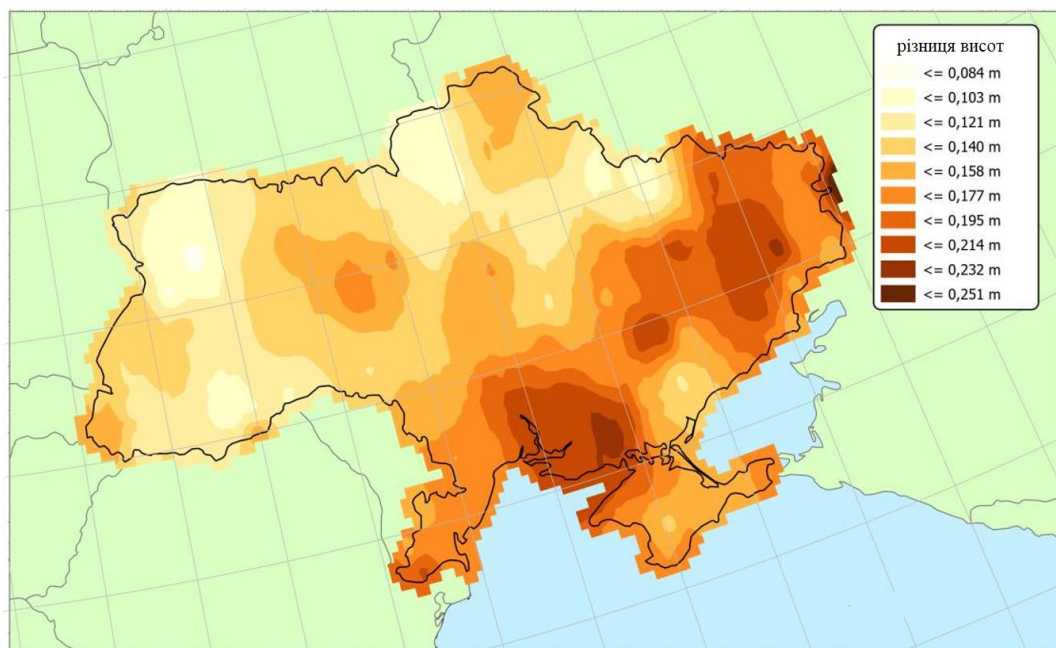 різниця висот
<= 0,084 m
<= 0,103 m
<= 0,121 m
<= 0,140 m
<= 0,158 m
<= 0,177 m
<= 0,195 m
<= 0,214 m
<= 0,232 m
<= 0,251 m